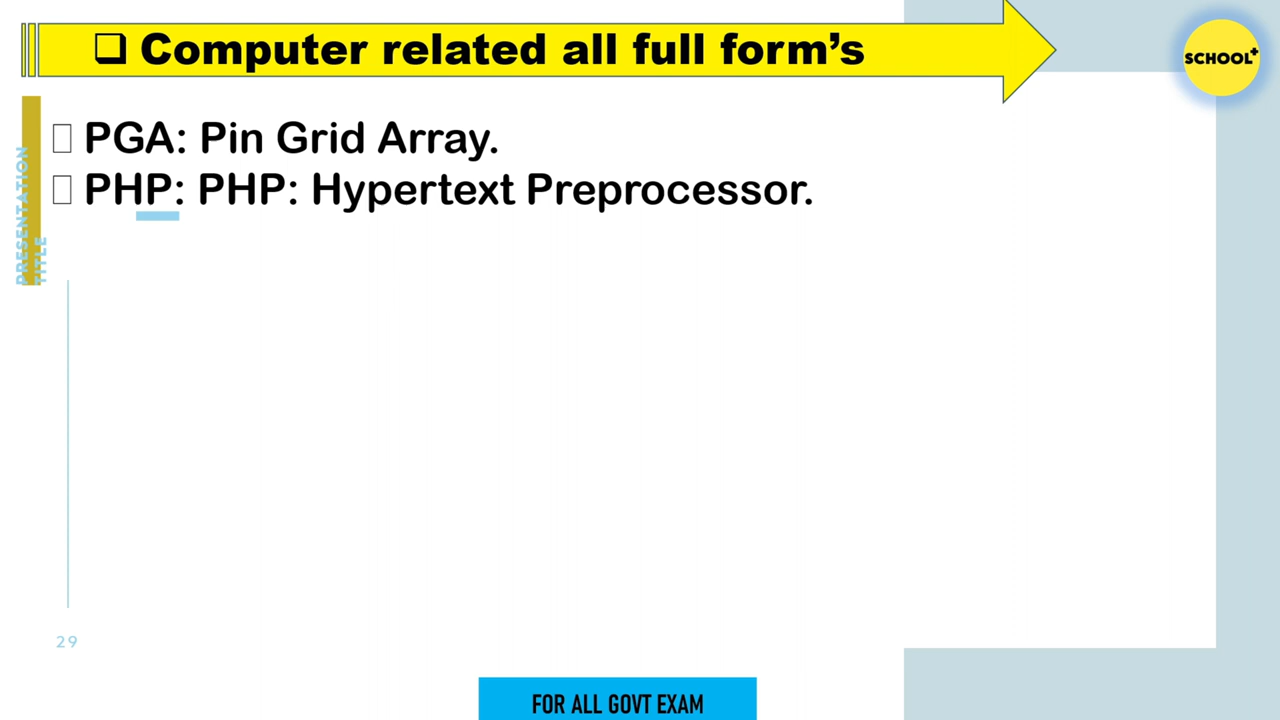 ❑ Computer related all full form’s
SCHOOL+
PGA: Pin Grid Array.
PHP: PHP: Hypertext Preprocessor.
PRESENTATION
TITLE
29
FOR ALL GOVT EXAM